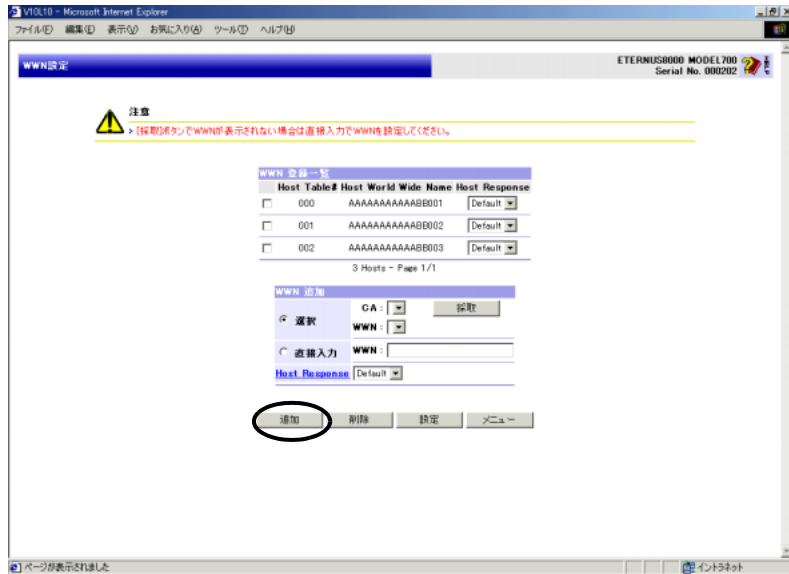 V10L10 - Microsoft Internet Explorer
ファイル(F) 編集(E) 表示(V) お気に入り(A) ツール(T) ヘルプ(H)
WWN設定
ETERNUS8000 MODEL700
Serial No. 000202
注意
[採取]ボタンでWWNが表示されない場合は直接入力でWWNを設定してください。
WWN 登録一覧
Host Table# Host World Wide Name Host Response
000 AAAAAAAAAABB001 Default
001 AAAAAAAAAABB002 Default
002 AAAAAAAAAABB003 Default
3 Hosts - Page 1/1
WWN 追加
選択 CA : 採取
WWN :
直接入力 WWN :
Host Response Default
追加 削除 設定 メニュー
ページが表示されました イントラネット